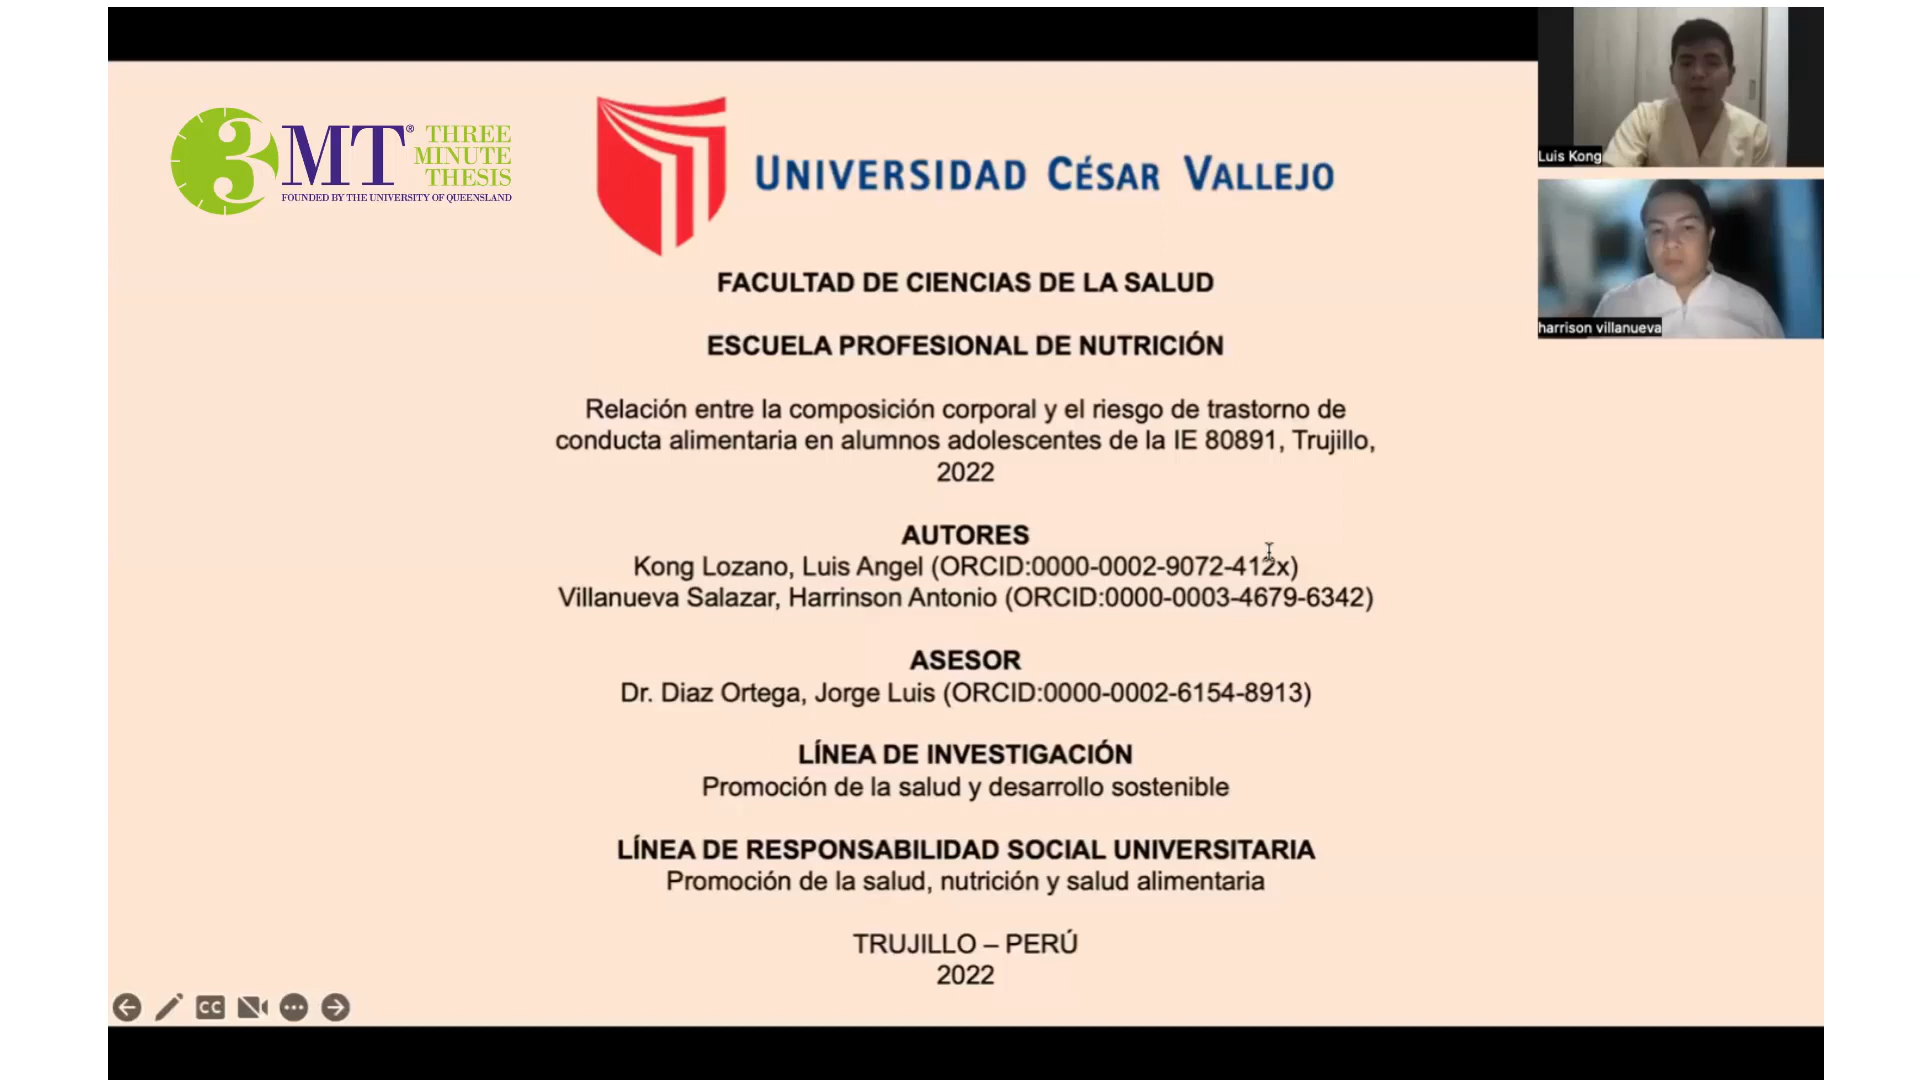 3MT® THREE
MINUTE
THESIS
FOUNDED BY THE UNIVERSITY OF QUEENSLAND
UNIVERSIDAD CÉSAR VALLEJO
Luis Kong
harrison villanueva
FACULTAD DE CIENCIAS DE LA SALUD
ESCUELA PROFESIONAL DE NUTRICIÓN
Relación entre la composición corporal y el riesgo de trastorno de
conducta alimentaria en alumnos adolescentes de la IE 80891, Trujillo,
2022
AUTORES
Kong Lozano, Luis Angel (ORCID:0000-0002-9072-412x)
Villanueva Salazar, Harrinson Antonio (ORCID:0000-0003-4679-6342)
ASESOR
Dr. Diaz Ortega, Jorge Luis (ORCID:0000-0002-6154-8913)
LÍNEA DE INVESTIGACIÓN
Promoción de la salud y desarrollo sostenible
LÍNEA DE RESPONSABILIDAD SOCIAL UNIVERSITARIA
Promoción de la salud, nutrición y salud alimentaria
TRUJILLO – PERÚ
2022
CC